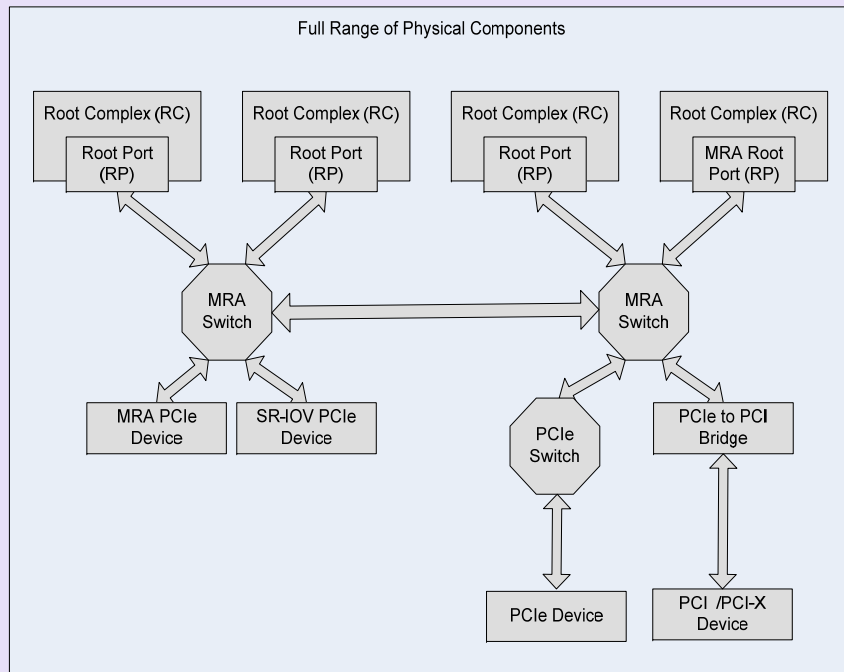 Full Range of Physical Components
Root Complex (RC)
Root Port
(RP)
Root Complex (RC)
Root Port
(RP)
Root Complex (RC)
Root Port
(RP)
Root Complex (RC)
MRA Root
Port (RP)
MRA
Switch
MRA
Switch
MRA PCIe
Device
SR-IOV PCIe
Device
PCIe
Switch
PCIe to PCI
Bridge
PCIe Device
PCI /PCI-X
Device